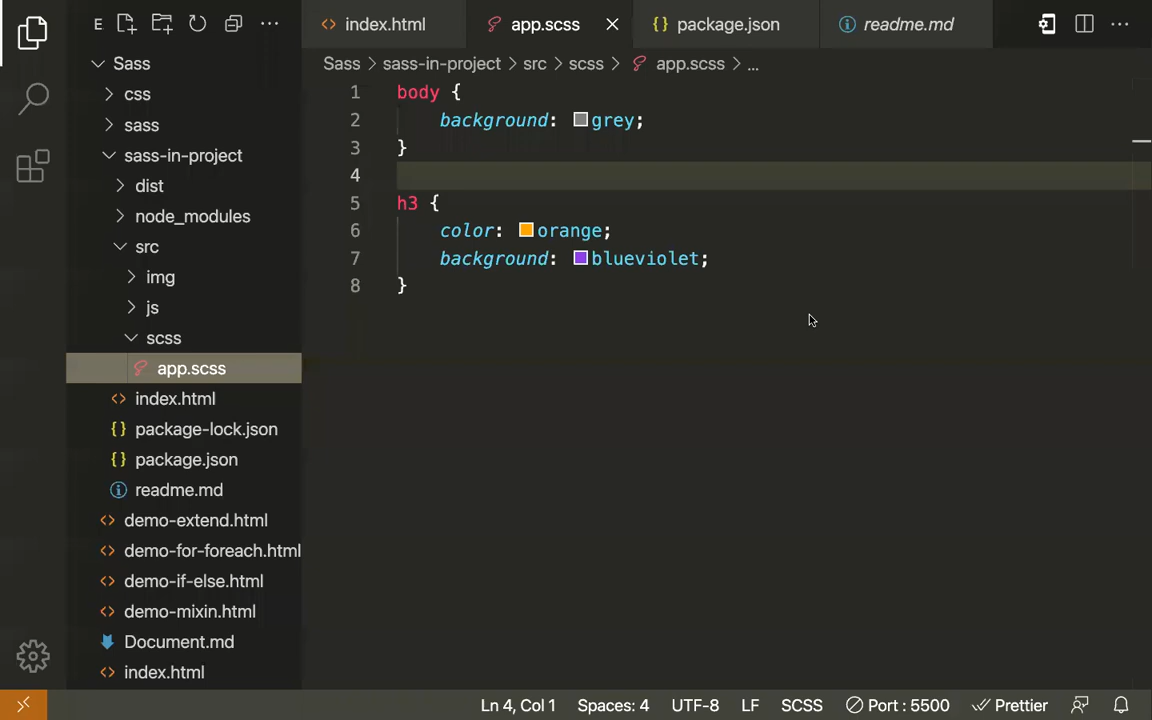 E
index.html
app.scss
package.json
readme.md
Sass
css
sass
sass-in-project
dist
node_modules
src
img
js
scss
app.scss
index.html
package-lock.json
package.json
readme.md
demo-extend.html
demo-for-foreach.html
demo-if-else.html
demo-mixin.html
Document.md
index.html
Sass > sass-in-project > src > scss > app.scss > ...
1 body {
2 background: grey;
3 }
4
5 h3 {
6 color: orange;
7 background: blueviolet;
8 }
Ln 4, Col 1 Spaces: 4 UTF-8 LF SCSS Port : 5500 Prettier